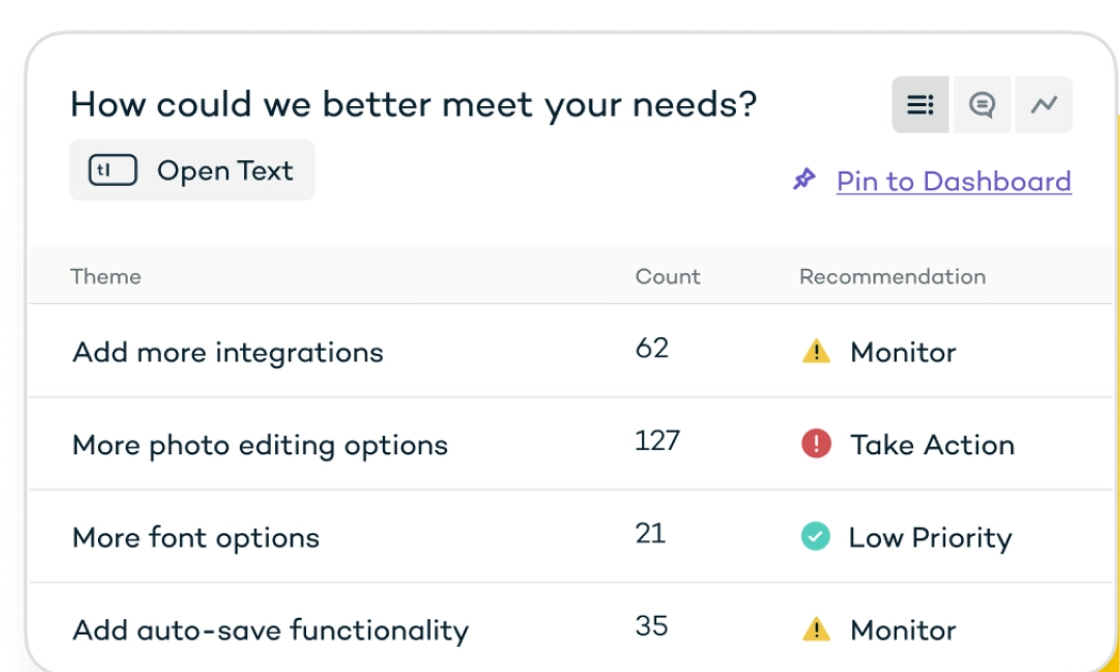 How could we better meet your needs?
tI Open Text
Pin to Dashboard
Theme Count Recommendation
Add more integrations 62 Monitor
More photo editing options 127 Take Action
More font options 21 Low Priority
Add auto-save functionality 35 Monitor